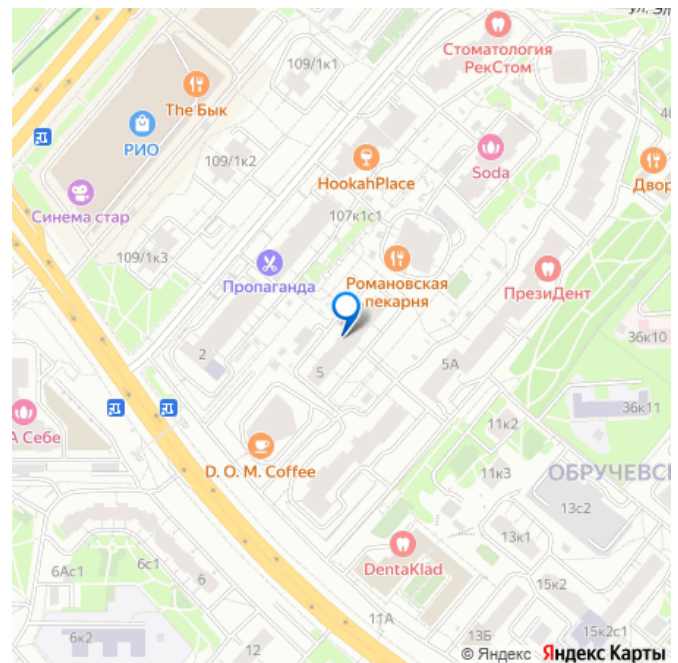 ул. Эл
Стоматология
РекСтом
109/1к1
The Бык
РИО
109/1к2
HookahPlace
Soda
Двор
Синема стар
107к1с1
109/1к3
Пропаганда
Романовская
пекарня
ПрезиДент
36к10
2
5
5А
36к11
А Себе
11к2
D. O. M. Coffee
11к3
ОБРУЧЕВСК
13с2
13к1
DentaKlad
6Ас1
6с1
6
15к2
11А
6к2
12
13Б
15к2с1
© Яндекс Яндекс Карты